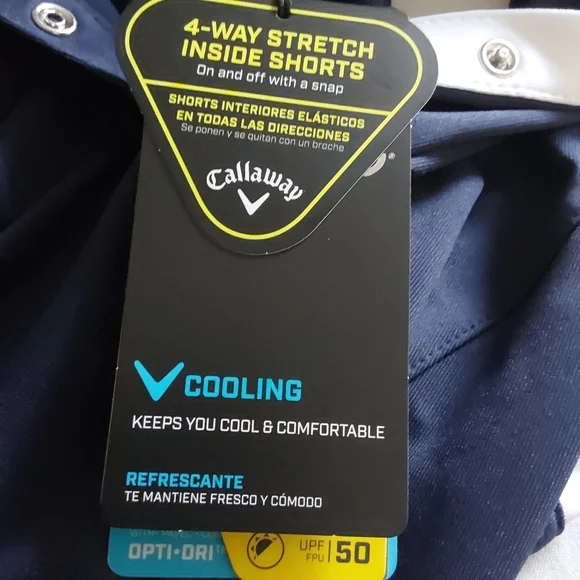 4-WAY STRETCH
INSIDE SHORTS
On and off with a snap
SHORTS INTERIORES ELÁSTICOS
EN TODAS LAS DIRECCIONES
Se ponen y se quitan con un broche
Callaway
®
COOLING
KEEPS YOU COOL & COMFORTABLE
REFRESCANTE
TE MANTIENE FRESCO Y CÓMODO
OPTI•DRI™
UPF
FPU
50